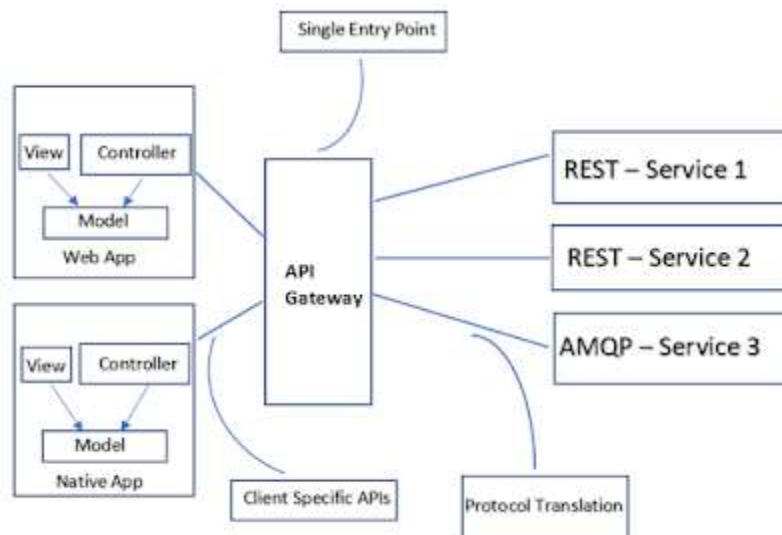 Single Entry Point
View
Controller
Model
Web App
API
Gateway
REST – Service 1
REST – Service 2
AMQP – Service 3
View
Controller
Model
Native App
Client Specific APIs
Protocol Translation